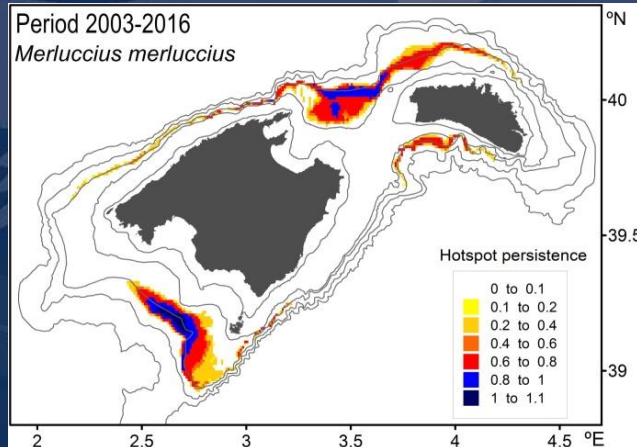 Period 2003-2016
Merluccius merluccius
ºN
40
39.5
39
Hotspot persistence
0 to 0.1
0.1 to 0.2
0.2 to 0.4
0.4 to 0.6
0.6 to 0.8
0.8 to 1
1 to 1.1
2
2.5
3
3.5
4
4.5
ºE